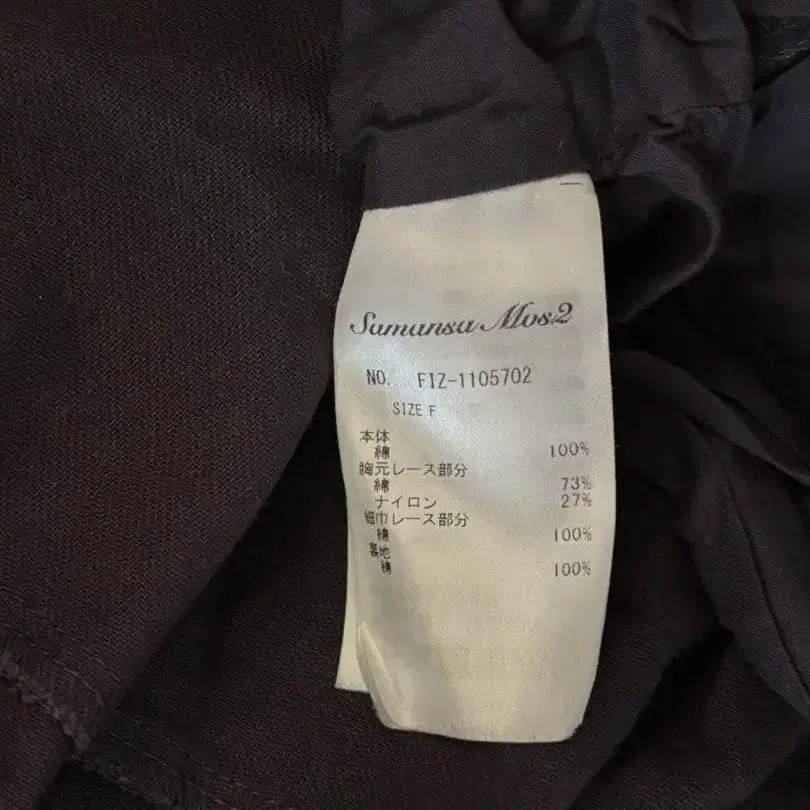 Samansa Mos2
NO. FIZ-1105702
SIZE F
本体
綿 100%
胸元レース部分
綿 73%
ナイロン 27%
細巾レース部分
綿 100%
裏地
綿 100%